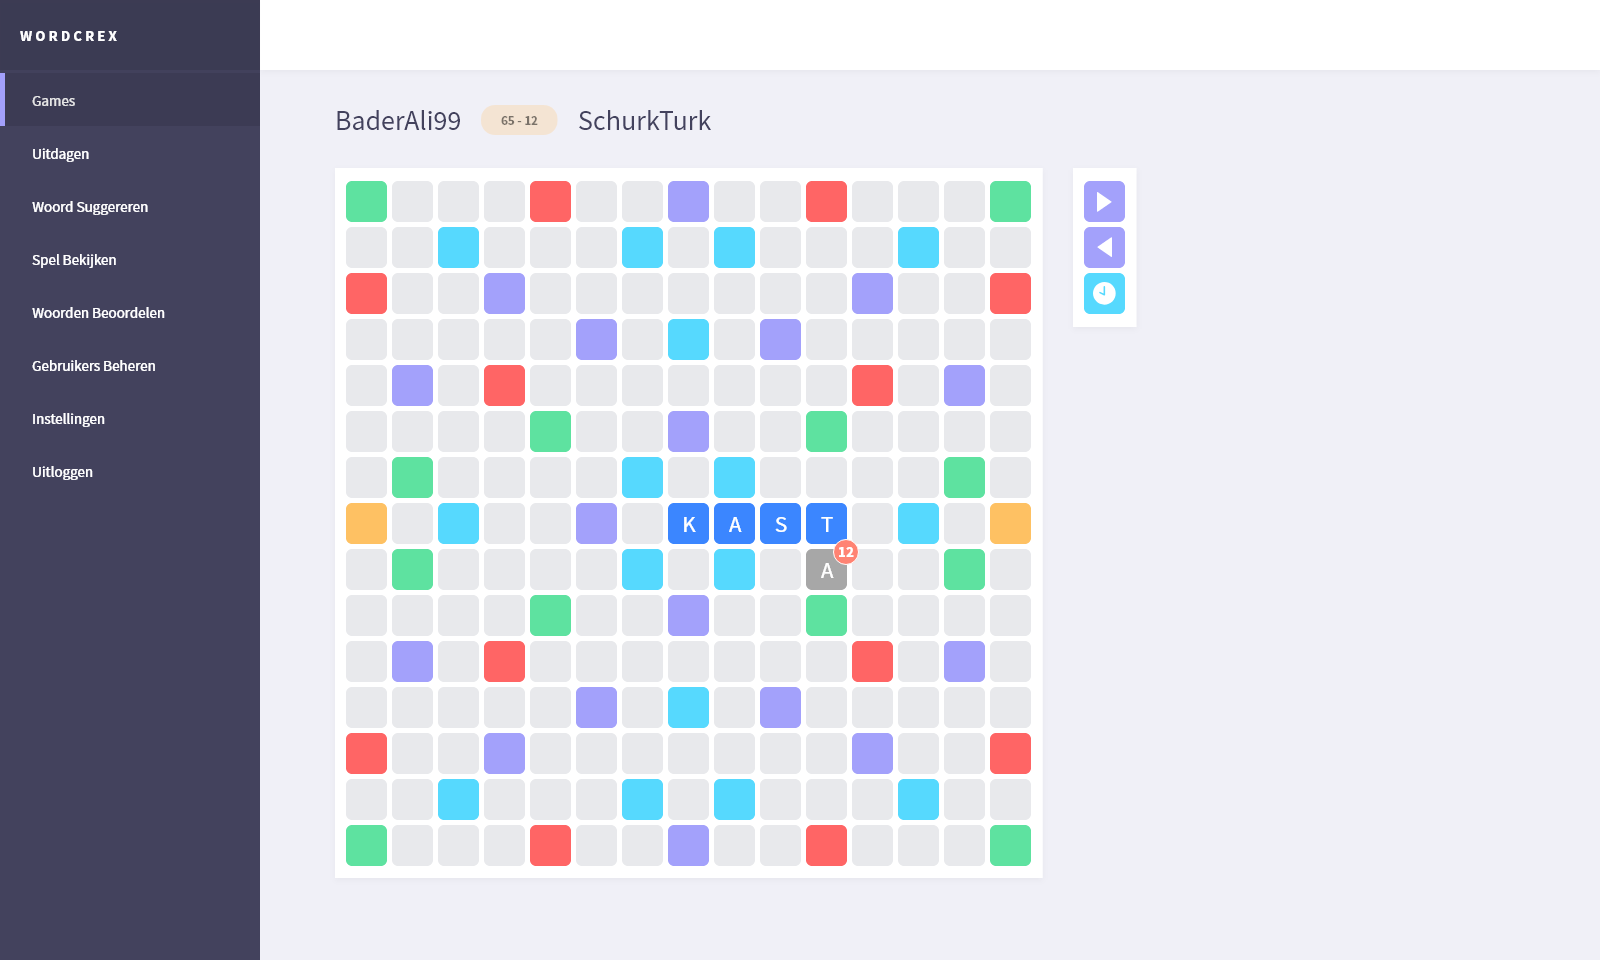 WORDCREX
Games
Uitdagen
Woord Suggereren
Spel Bekijken
Woorden Beoordelen
Gebruikers Beheren
Instellingen
Uitloggen
BaderAli99 65 - 12 SchurkTurk
K A S T
A 12